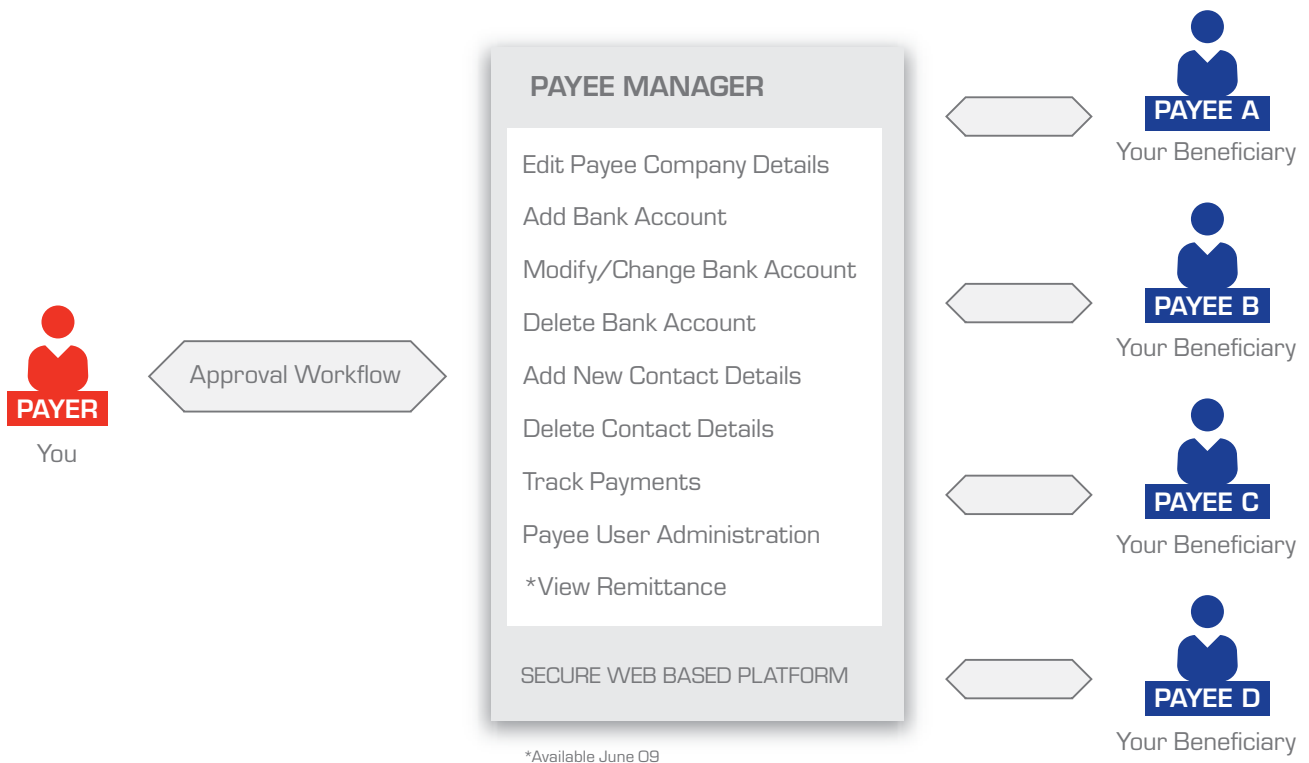 PAYER
You
Approval Workflow
PAYEE MANAGER
Edit Payee Company Details
Add Bank Account
Modify/Change Bank Account
Delete Bank Account
Add New Contact Details
Delete Contact Details
Track Payments
Payee User Administration
*View Remittance
SECURE WEB BASED PLATFORM
*Available June 09
PAYEE A
Your Beneficiary
PAYEE B
Your Beneficiary
PAYEE C
Your Beneficiary
PAYEE D
Your Beneficiary